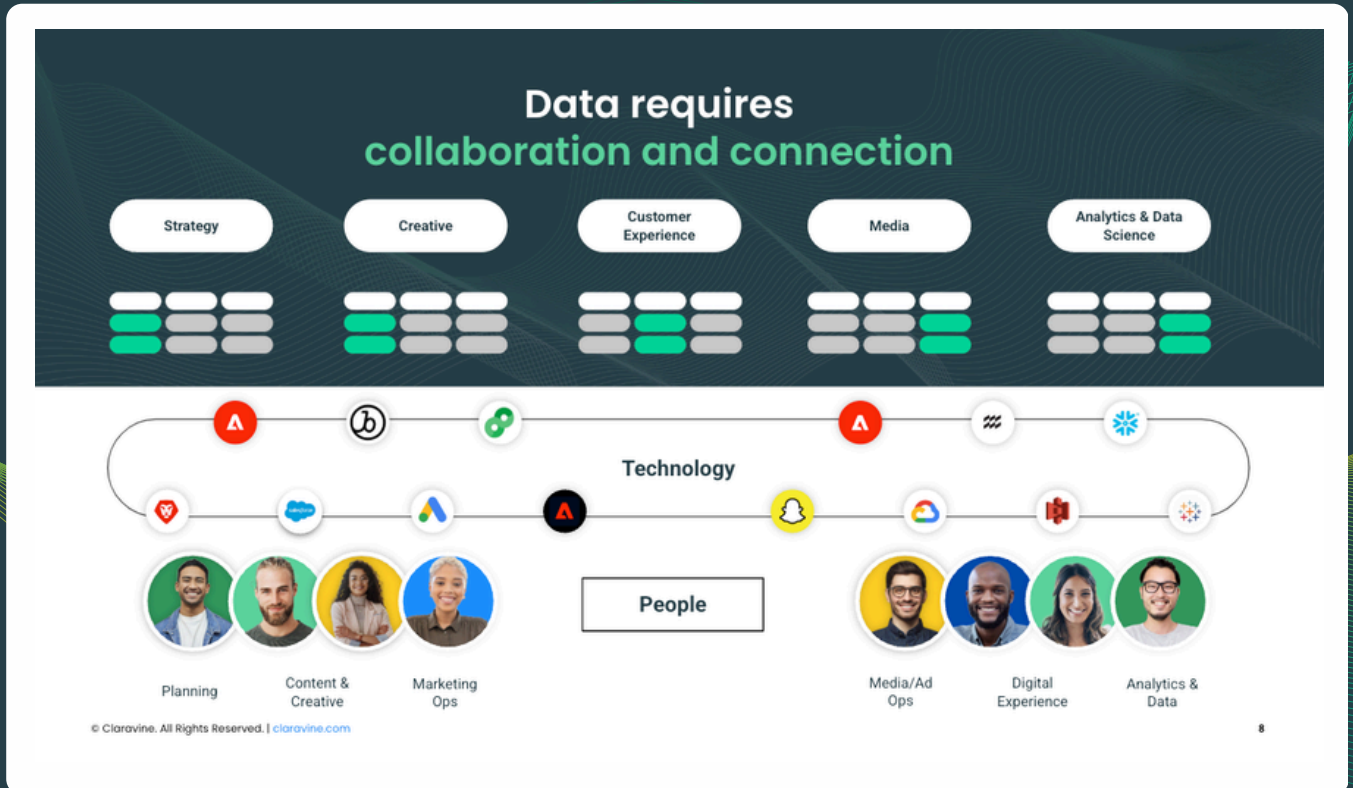 Data requires
collaboration and connection
Strategy
Creative
Customer
Experience
Media
Analytics & Data
Science
Technology
salesforce
People
Planning
Content &
Creative
Marketing
Ops
Media/Ad
Ops
Digital
Experience
Analytics &
Data
© Claravine. All Rights Reserved. | claravine.com
8